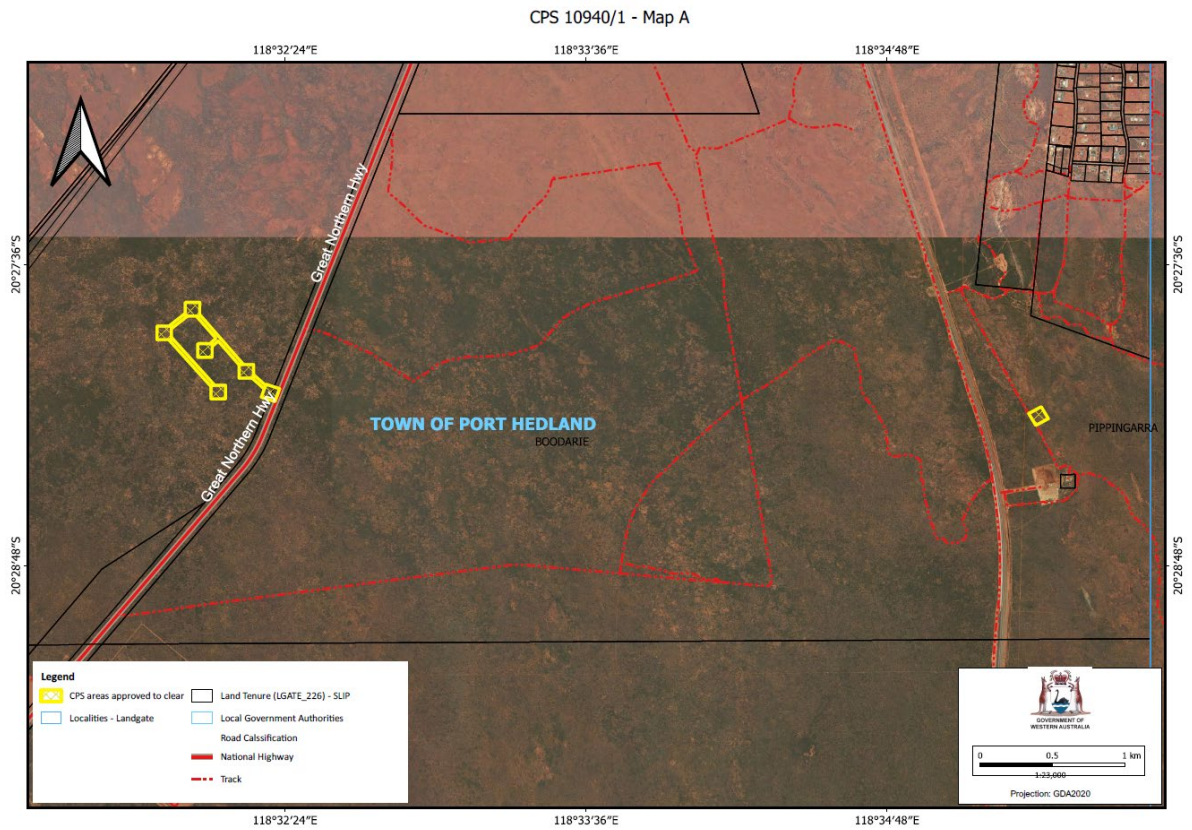 CPS 10940/1 - Map A
118°32'24"E
118°33'36"E
118°34'48"E
20°27'36"S
20°27'36"S
Great Northern Hwy
Great Northern Hwy
TOWN OF PORT HEDLAND
BOODARIE
PIPPINGARRA
20°28'48"S
20°28'48"S
Legend
CPS areas approved to clear
Land Tenure (LGATE_226) - SLIP
Localities - Landgate
Local Government Authorities
Road Calssification
National Highway
Track
GOVERNMENT OF
WESTERN AUSTRALIA
0 0.5 1 km
1:23,000
Projection: GDA2020
118°32'24"E
118°33'36"E
118°34'48"E